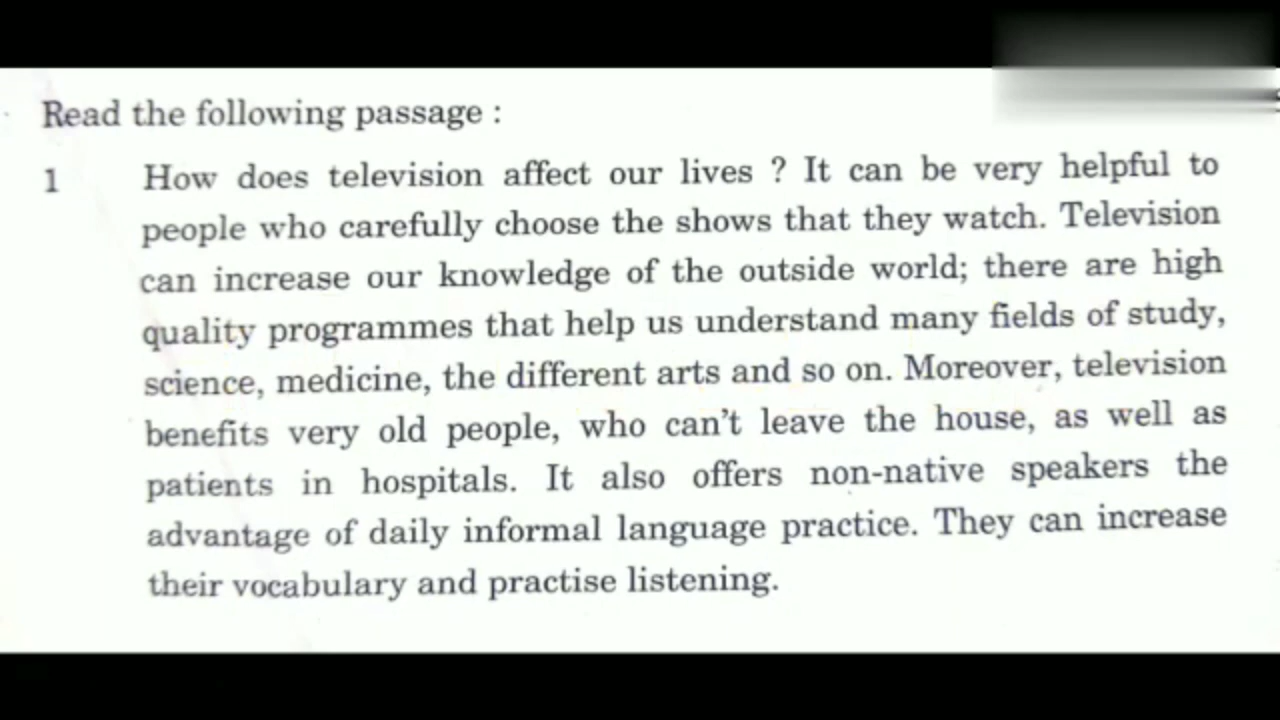 Read the following passage :
1 How does television affect our lives ? It can be very helpful to
people who carefully choose the shows that they watch. Television
can increase our knowledge of the outside world; there are high
quality programmes that help us understand many fields of study,
science, medicine, the different arts and so on. Moreover, television
benefits very old people, who can't leave the house, as well as
patients in hospitals. It also offers non-native speakers the
advantage of daily informal language practice. They can increase
their vocabulary and practise listening.